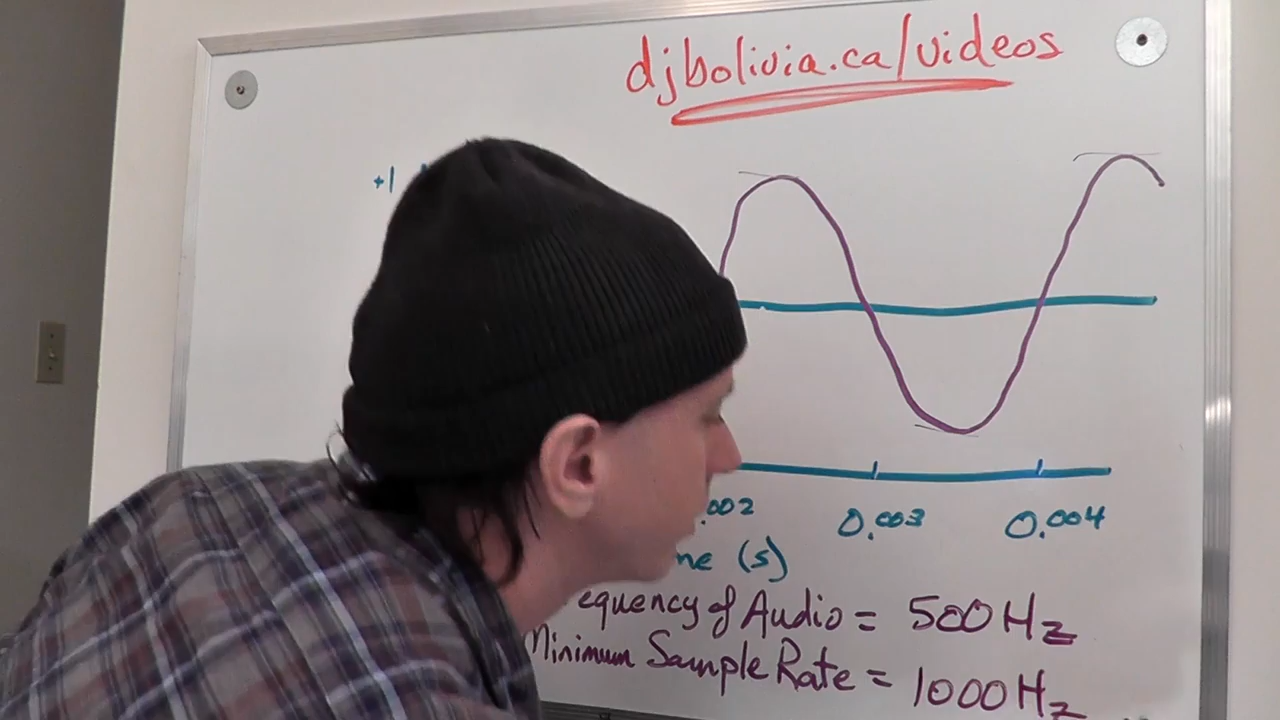 djbolivia.ca/videos
+1
.002 0.003 0.004
me (s)
equency of Audio = 500 Hz
Minimum Sample Rate = 1000 Hz